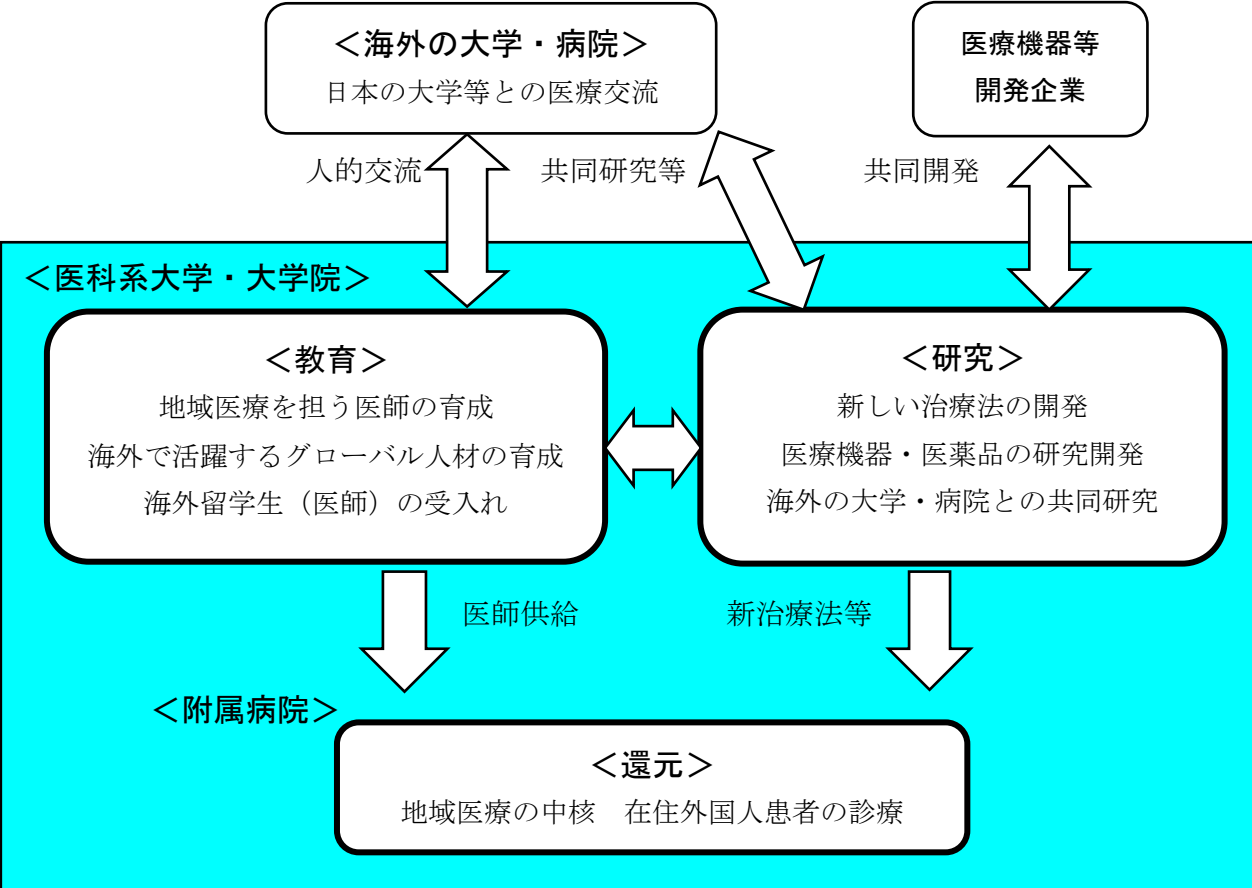 ＜海外の大学・病院＞
日本の大学等との医療交流
医療機器等
開発企業
人的交流
共同研究等
共同開発
＜医科系大学・大学院＞
＜教育＞
地域医療を担う医師の育成
海外で活躍するグローバル人材の育成
海外留学生（医師）の受入れ
＜研究＞
新しい治療法の開発
医療機器・医薬品の研究開発
海外の大学・病院との共同研究
医師供給
新治療法等
＜附属病院＞
＜還元＞
地域医療の中核　在住外国人患者の診療